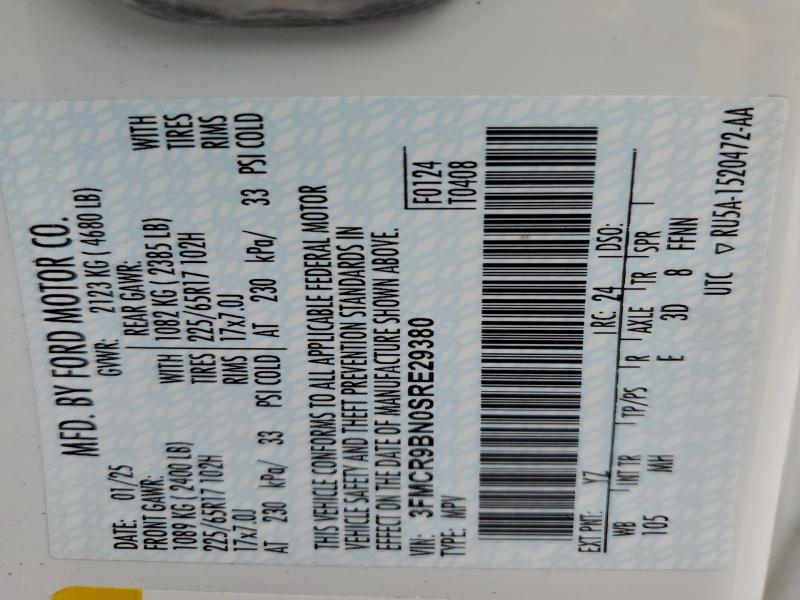 MFD. BY FORD MOTOR CO.
DATE: 01/25 GVWR: 2123 KG ( 4680 LB)
FRONT GAWR: REAR GAWR:
1089 KG ( 2400 LB) WITH 1082 KG ( 2385 LB) WITH
225/65R17 102H TIRES 225/65R17 102H TIRES
17x7.0J RIMS 17x7.0J RIMS
AT 230 kPa/ 33 PSI COLD AT 230 kPa/ 33 PSI COLD
THIS VEHICLE CONFORMS TO ALL APPLICABLE FEDERAL MOTOR
VEHICLE SAFETY AND THEFT PREVENTION STANDARDS IN
EFFECT ON THE DATE OF MANUFACTURE SHOWN ABOVE.
VIN: 3FMCR9BN0SRE29380 F0124
TYPE: MPV T0408
EXT PNT: YZ RC: 24 DSO:
WB INT TR TP/PS R AXLE TR SPR
105 MH E 3D 8 FFNN
UTC ▽ RU5A-1520472-AA